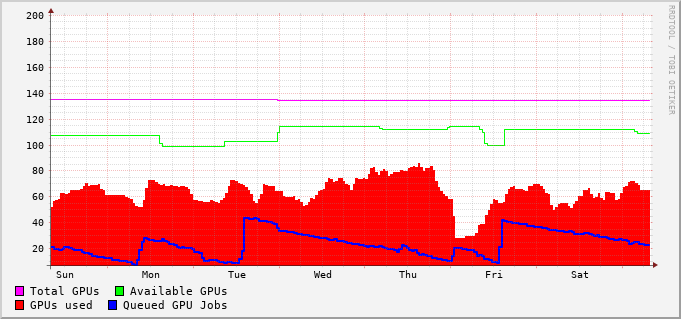 200
180
160
140
120
100
80
60
40
20
Sun Mon Tue Wed Thu Fri Sat
Total GPUs Available GPUs
GPUs used Queued GPU Jobs
RRDTOOL / TOBI OETIKER